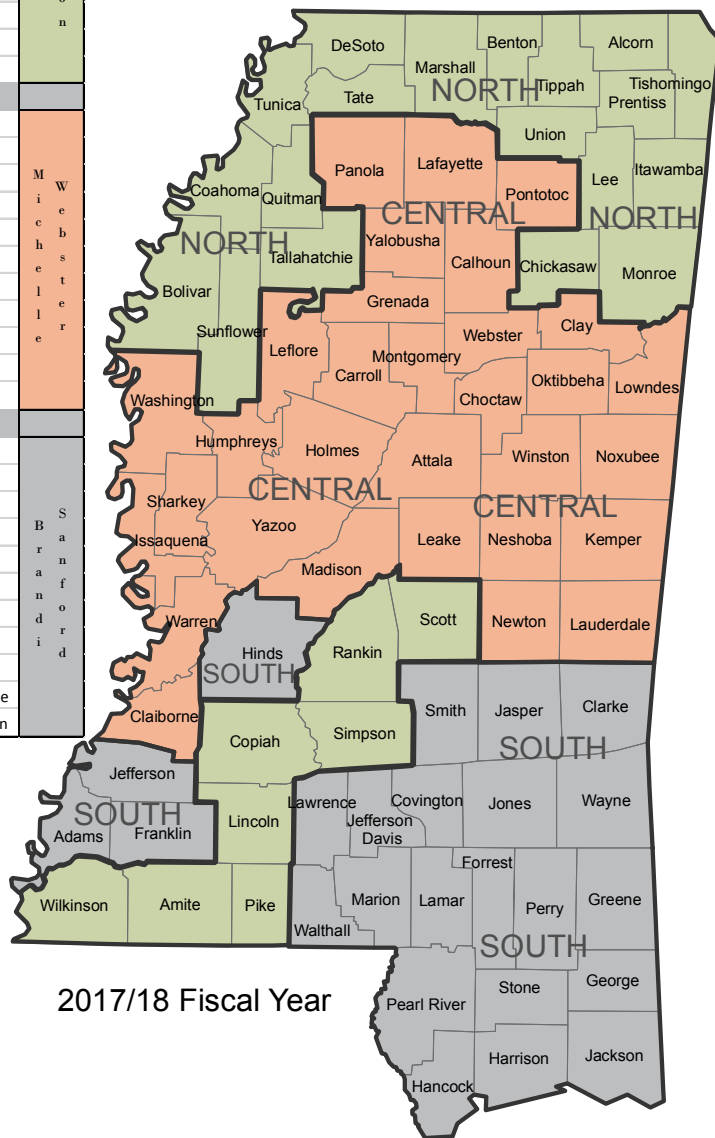 o
n
Michelle Webster
Brandi Sanford
e
n
DeSoto
Benton
Alcorn
Marshall
NORTH
Tippah
Tishomingo
Prentiss
Tunica
Tate
Union
Panola
Lafayette
Pontotoc
Lee
Itawamba
Coahoma
Quitman
CENTRAL
NORTH
NORTH
Yalobusha
Tallahatchie
Calhoun
Chickasaw
Monroe
Bolivar
Grenada
Sunflower
Leflore
Webster
Clay
Montgomery
Carroll
Oktibbeha
Lowndes
Washington
Choctaw
Humphreys
Holmes
Attala
Winston
Noxubee
CENTRAL
CENTRAL
Sharkey
Yazoo
Issaquena
Leake
Neshoba
Kemper
Madison
Warren
Scott
Newton
Lauderdale
Hinds
Rankin
SOUTH
Claiborne
Smith
Jasper
Clarke
Copiah
Simpson
SOUTH
Jefferson
Lawrence
Covington
Jones
Wayne
SOUTH
Lincoln
Jefferson
Davis
Adams
Franklin
Forrest
Wilkinson
Amite
Pike
Marion
Lamar
Perry
Greene
Walthall
SOUTH
2017/18 Fiscal Year
Pearl River
Stone
George
Harrison
Jackson
Hancock